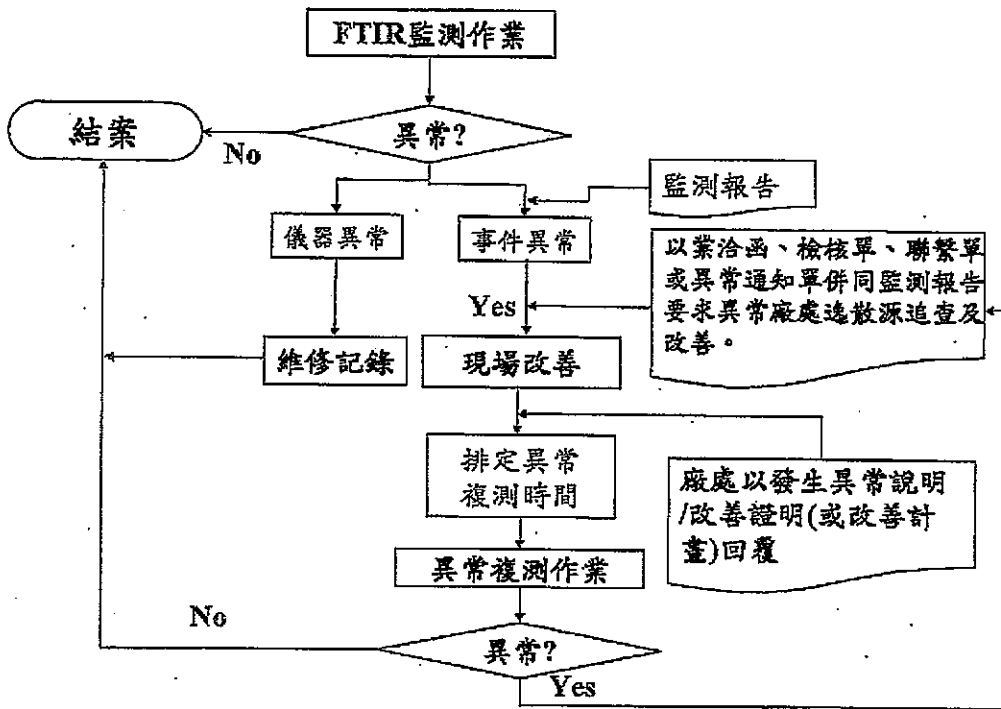 FTIR監測作業
異常?
結案
No
監測報告
儀器異常
事件異常
以業洽函、檢核單、聯繫單
或異常通知單併同監測報告
要求異常廠處逸散源追查及
改善。
Yes
維修記錄
現場改善
排定異常
複測時間
廠處以發生異常說明
/改善證明(或改善計
畫)回覆
異常複測作業
No
異常?
Yes